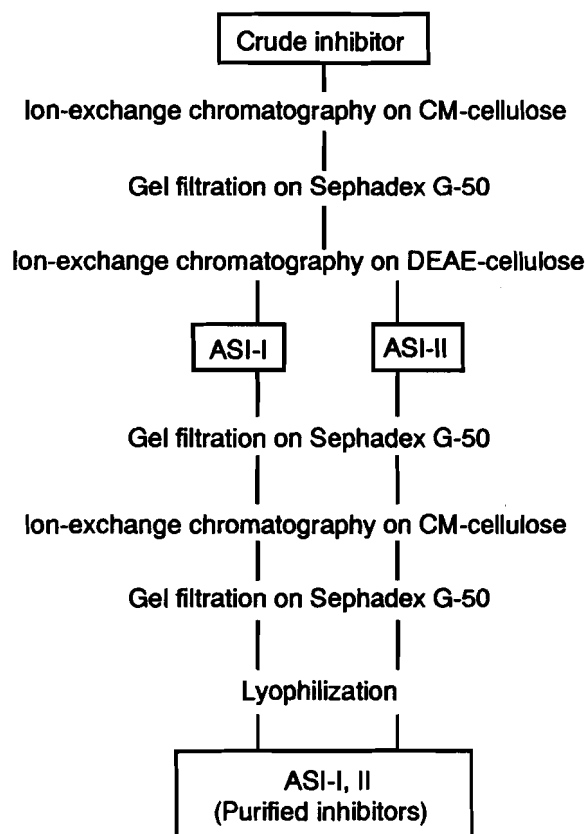 Crude inhibitor
Ion-exchange chromatography on CM-cellulose
Gel filtration on Sephadex G-50
Ion-exchange chromatography on DEAE-cellulose
ASI-I
ASI-II
Gel filtration on Sephadex G-50
Ion-exchange chromatography on CM-cellulose
Gel filtration on Sephadex G-50
Lyophilization
ASI-I, II
(Purified inhibitors)